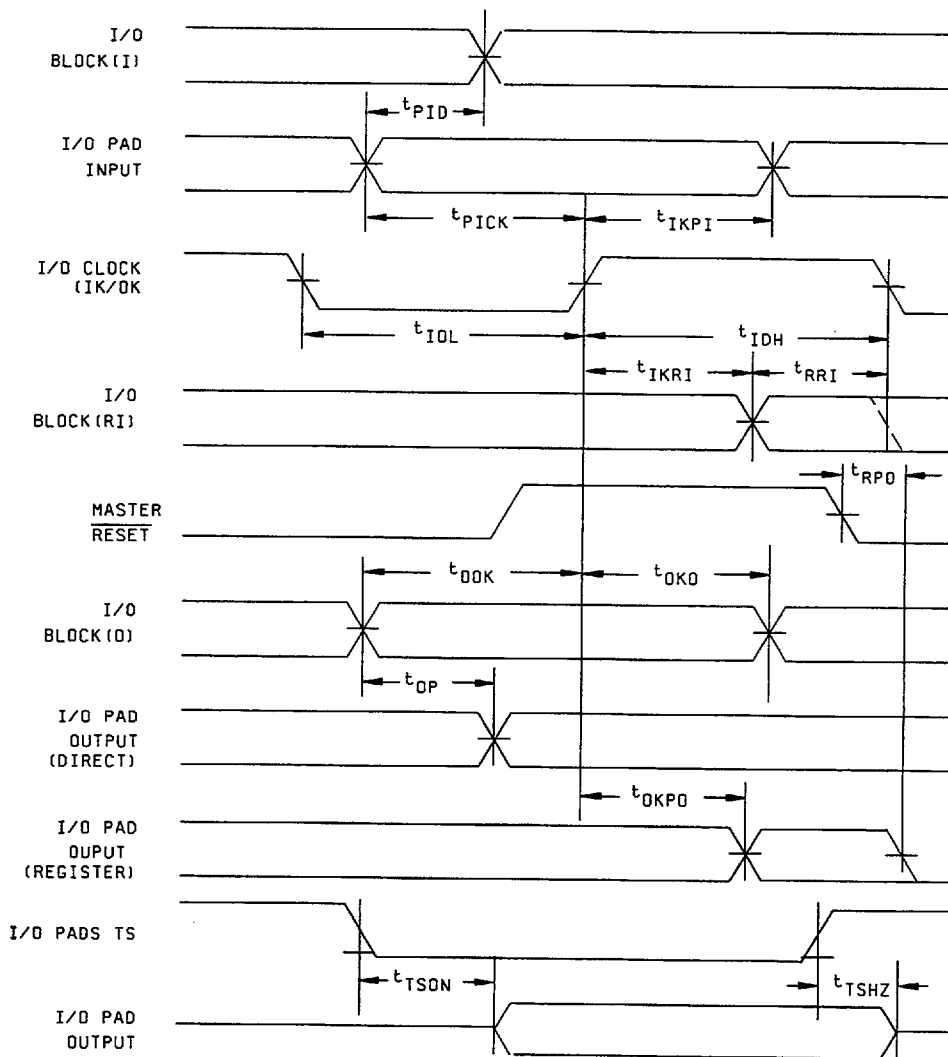 I/O
BLOCK(I)
tPID
I/O PAD
INPUT
tPICK
tIKPI
I/O CLOCK
(IK/OK
tIOL
tIDH
tIKRI
tRRI
I/O
BLOCK(RI)
tRPO
MASTER
RESET
tOOK
tOKO
I/O
BLOCK(O)
tOP
I/O PAD
OUTPUT
(DIRECT)
tOKPO
I/O PAD
OUPUT
(REGISTER)
I/O PADS TS
tTSON
tTSHZ
I/O PAD
OUTPUT